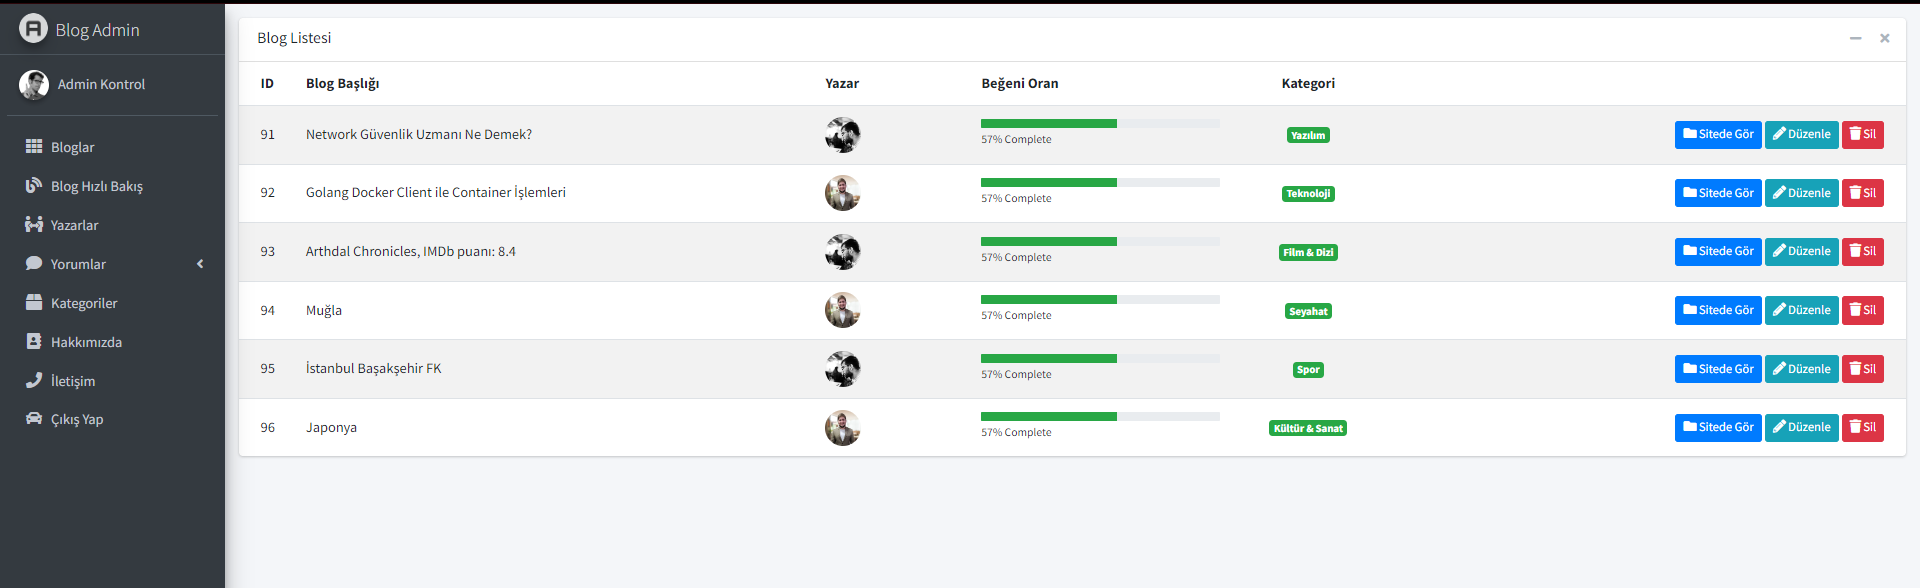 Blog Admin
Admin Kontrol
Bloglar
Blog Hızlı Bakış
Yazarlar
Yorumlar
Kategoriler
Hakkımızda
İletişim
Çıkış Yap
Blog Listesi
ID Blog Başlığı Yazar Beğeni Oran Kategori
91 Network Güvenlik Uzmanı Ne Demek? 57% Complete Yazılım Sitede Gör Düzenle Sil
92 Golang Docker Client ile Container İşlemleri 57% Complete Teknoloji Sitede Gör Düzenle Sil
93 Arthdal Chronicles, IMDb puanı: 8.4 57% Complete Film & Dizi Sitede Gör Düzenle Sil
94 Muğla 57% Complete Seyahat Sitede Gör Düzenle Sil
95 İstanbul Başakşehir FK 57% Complete Spor Sitede Gör Düzenle Sil
96 Japonya 57% Complete Kültür & Sanat Sitede Gör Düzenle Sil